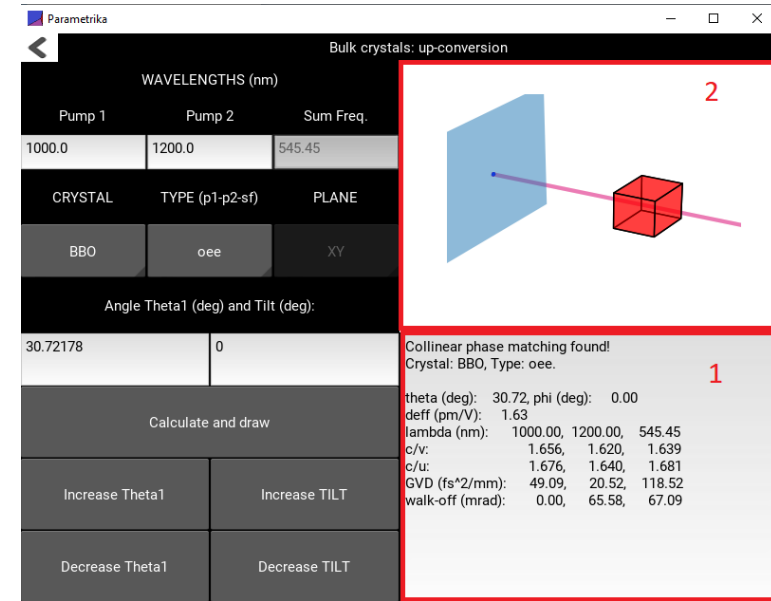 Parametrika
Bulk crystals: up-conversion
WAVELENGTHS (nm)
Pump 1 Pump 2 Sum Freq.
1000.0 1200.0 545.45
CRYSTAL TYPE (p1-p2-sf) PLANE
BBO oee XY
Angle Theta1 (deg) and Tilt (deg):
30.72178 0
Calculate and draw
Increase Theta1 Increase TILT
Decrease Theta1 Decrease TILT
2
Collinear phase matching found!
Crystal: BBO, Type: oee.
1
theta (deg): 30.72, phi (deg): 0.00
deff (pm/V): 1.63
lambda (nm): 1000.00, 1200.00, 545.45
c/v: 1.656, 1.620, 1.639
c/u: 1.676, 1.640, 1.681
GVD (fs^2/mm): 49.09, 20.52, 118.52
walk-off (mrad): 0.00, 65.58, 67.09